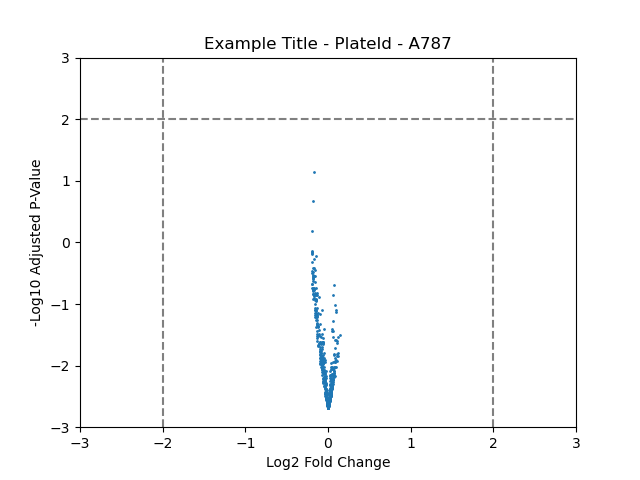 Example Title - PlateId - A787
3
2
1
0
−1
−2
−3
-Log10 Adjusted P-Value
−3 −2 −1 0 1 2 3
Log2 Fold Change